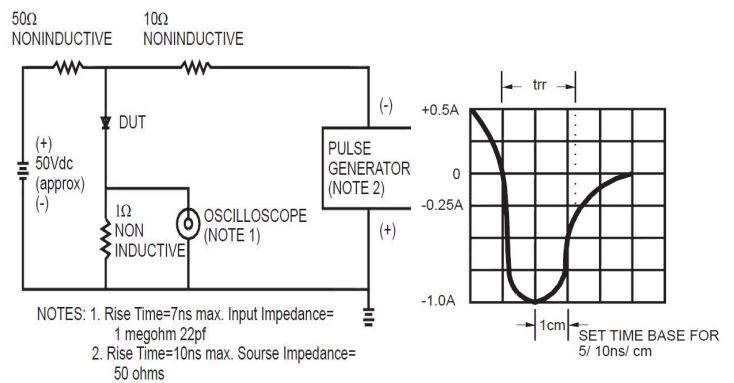 50Ω
NONINDUCTIVE
10Ω
NONINDUCTIVE
DUT
(+)
50Vdc
(approx)
(-)
1Ω
NON
INDUCTIVE
OSCILLOSCOPE
(NOTE 1)
(-)
PULSE
GENERATOR
(NOTE 2)
(+)
trr
+0.5A
0
-0.25A
-1.0A
1cm
SET TIME BASE FOR
5/ 10ns/ cm
NOTES: 1. Rise Time=7ns max. Input Impedance=
1 megohm 22pf
2. Rise Time=10ns max. Sourse Impedance=
50 ohms